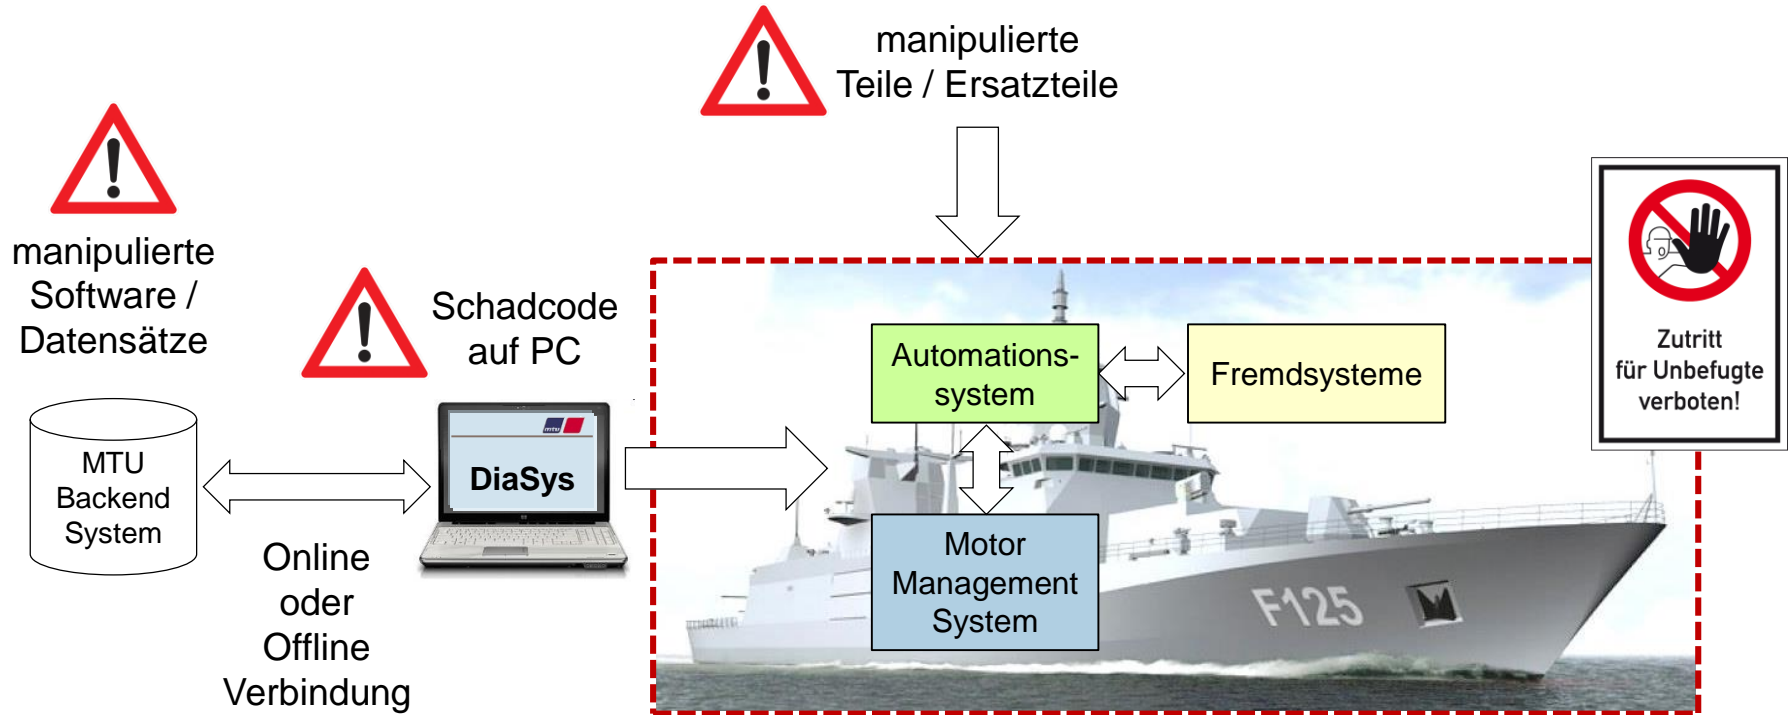 manipulierte
Teile / Ersatzteile
manipulierte
Software /
Datensätze
Schadcode
auf PC
MTU
Backend
System
mtu
DiaSys
Online
oder
Offline
Verbindung
Automations-
system
Fremdsysteme
Motor
Management
System
F125
Zutritt
für Unbefugte
verboten!